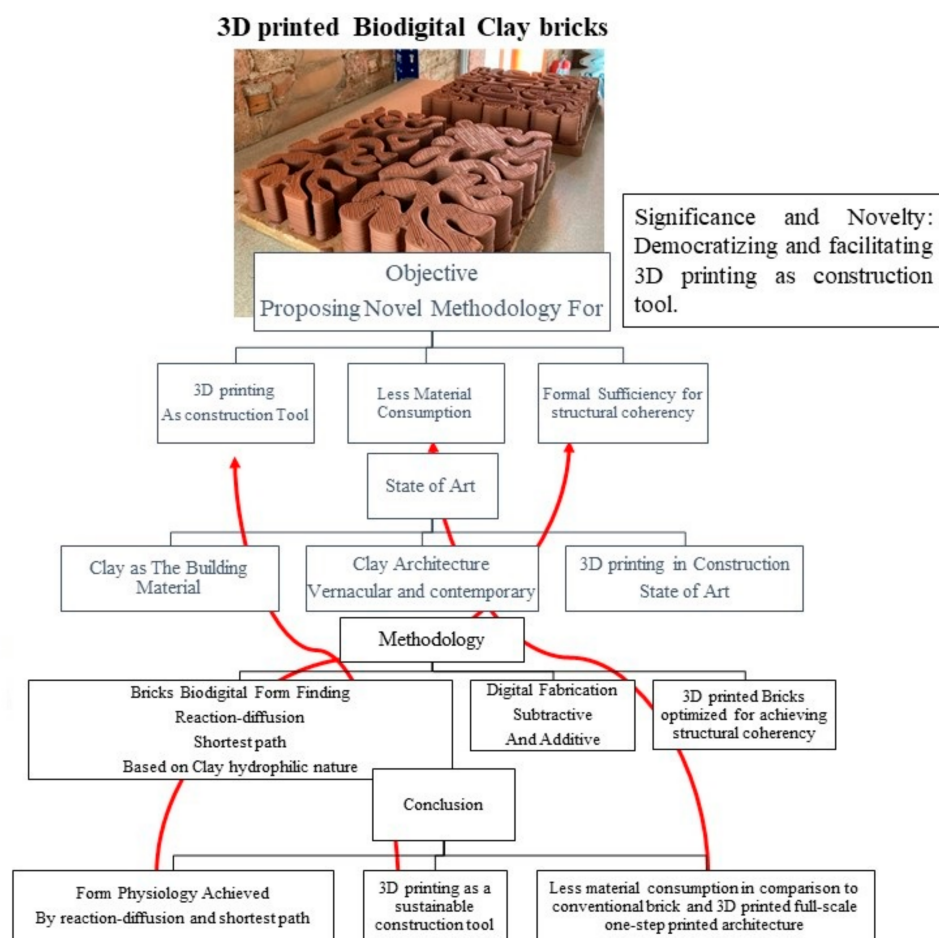 3D printed Biodigital Clay bricks
Significance and Novelty:
Democratizing and facilitating
3D printing as construction
tool.
Objective
Proposing Novel Methodology For
3D printing
As construction Tool
Less Material
Consumption
Formal Sufficiency for
structural coherency
State of Art
Clay as The Building
Material
Clay Architecture
Vernacular and contemporary
3D printing in Construction
State of Art
Methodology
Bricks Biodigital Form Finding
Reaction-diffusion
Shortest path
Based on Clay hydrophilic nature
Digital Fabrication
Subtractive
And Additive
3D printed Bricks
optimized for achieving
structural coherency
Conclusion
Form Physiology Achieved
By reaction-diffusion and shortest path
3D printing as a
sustainable
construction tool
Less material consumption in comparison to
conventional brick and 3D printed full-scale
one-step printed architecture